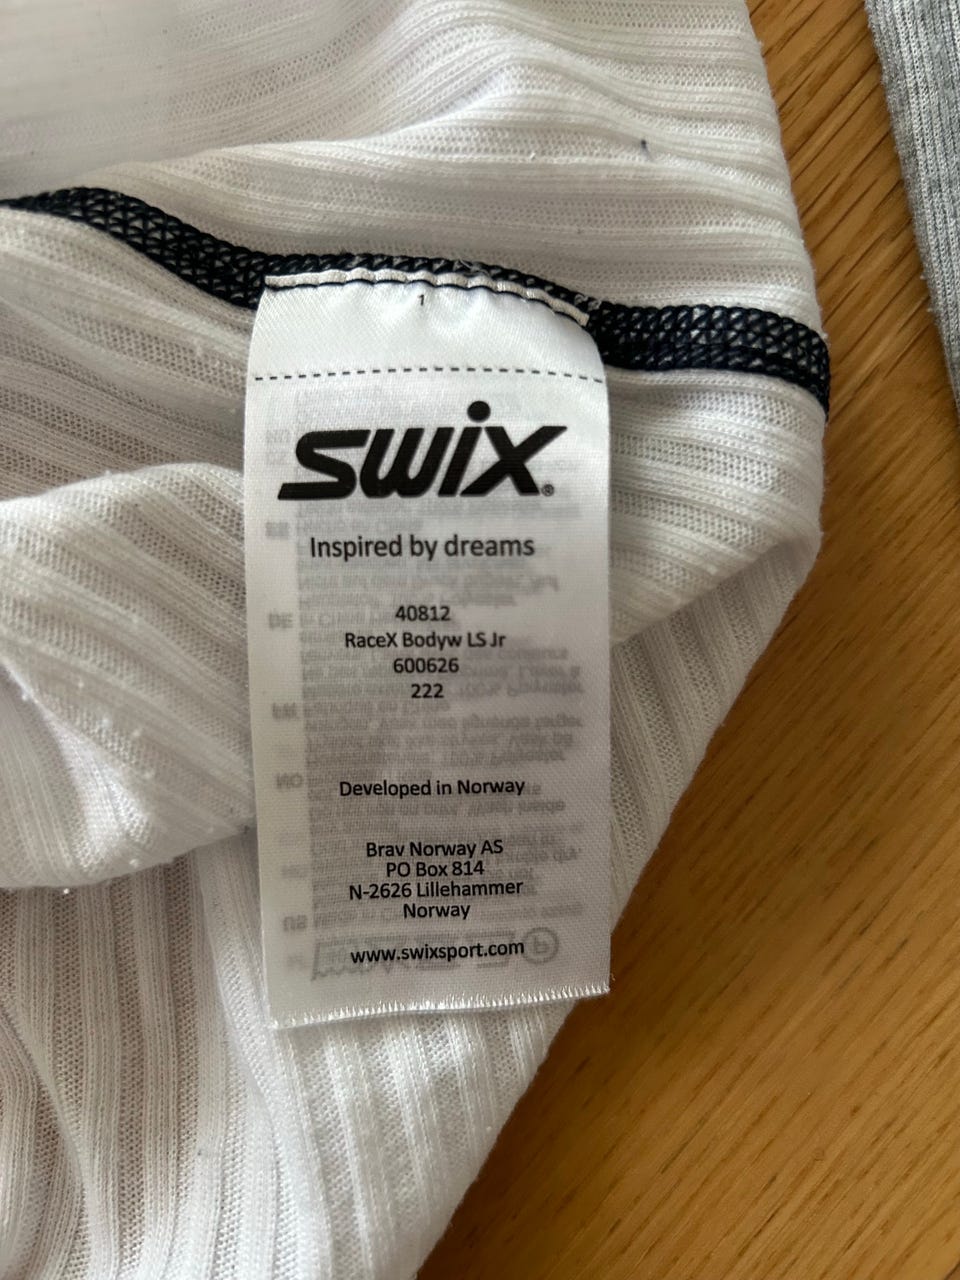 1
swix®
Inspired by dreams
40812
RaceX Bodyw LS Jr
600626
222
Developed in Norway
Brav Norway AS
PO Box 814
N-2626 Lillehammer
Norway
www.swixsport.com